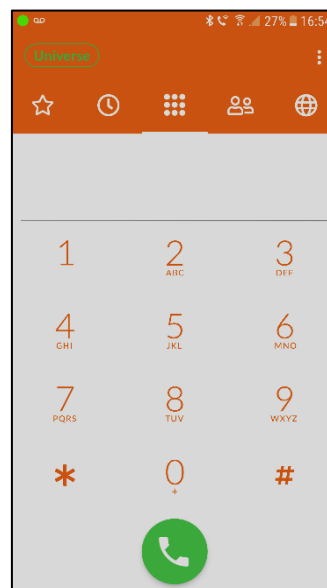 27% 16:54
Universe
1 2 3
ABC DEF
4 5 6
GHI JKL MNO
7 8 9
PQRS TUV WXYZ
* 0 #
+